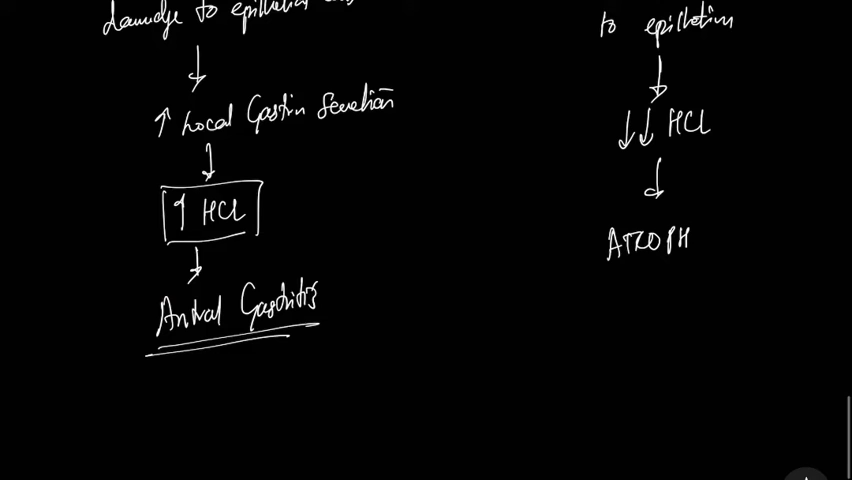 damage to epithelial
↑ Local Gastrin Secretion
↑ HCl
Antral Gastritis
to epithelium
↓↓ HCl
ATROPH